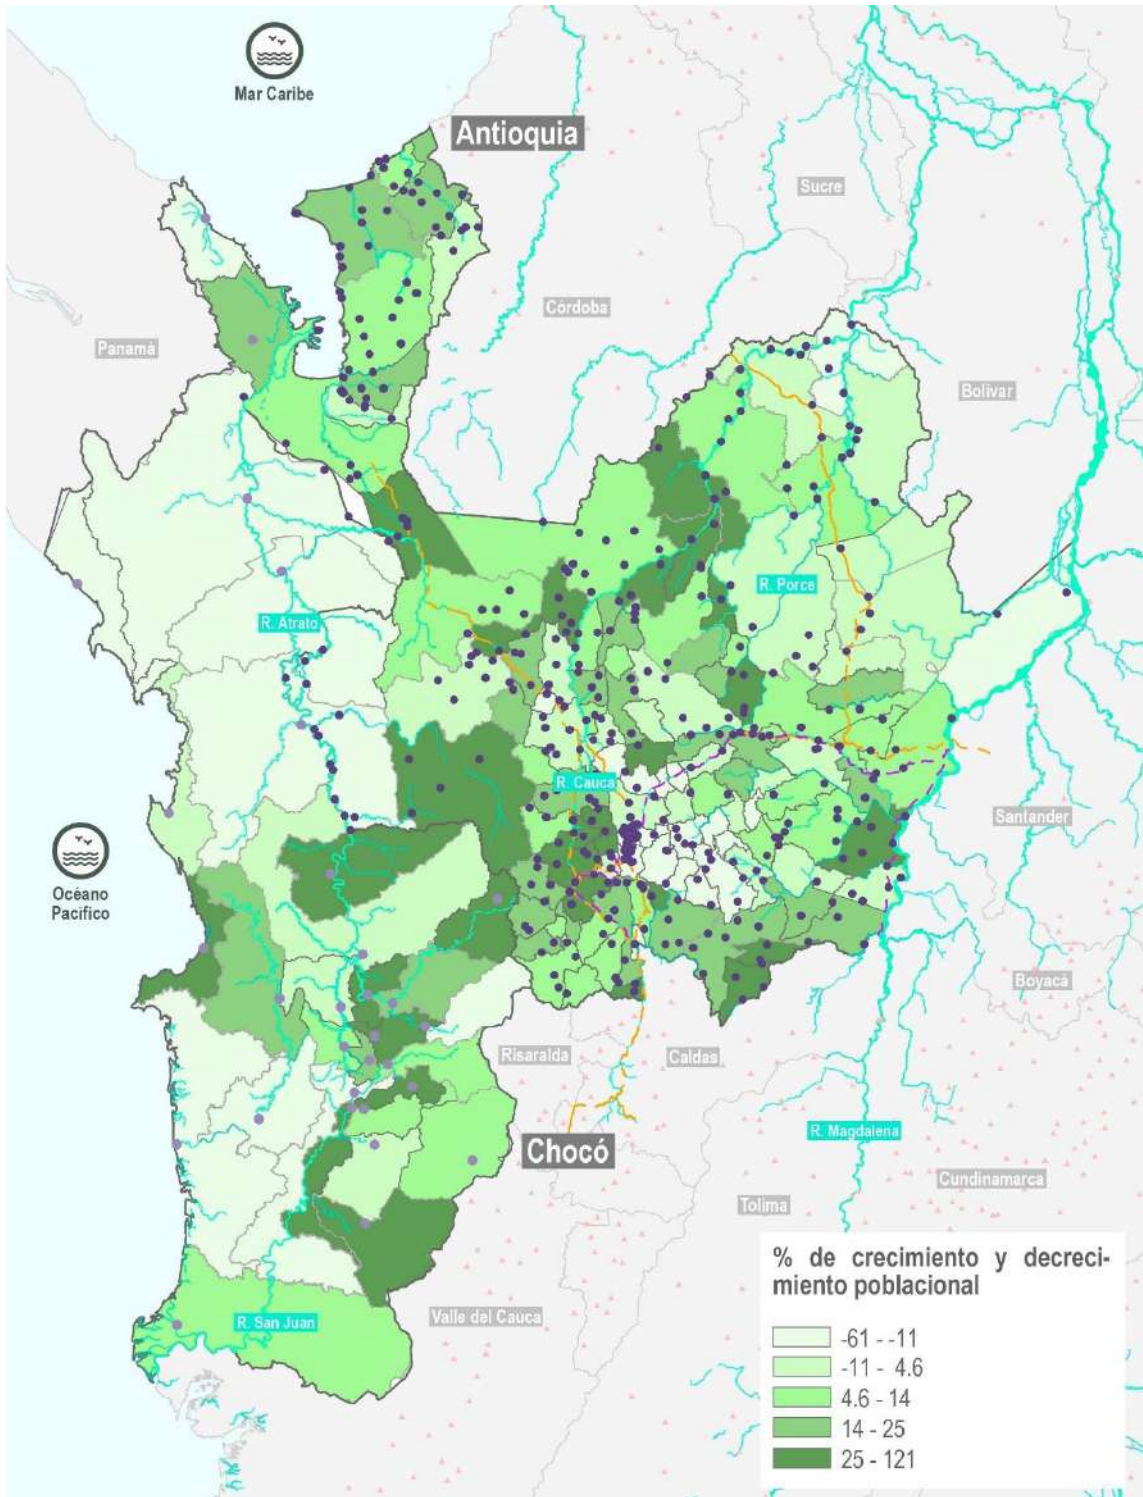 Mar Caribe
Antioquia
Sucre
Córdoba
Panamá
Bolívar
R. Porce
R. Atrato
R. Cauca
Santander
Océano
Pacífico
Boyacá
Risaralda
Caldas
R. Magdalena
Chocó
Cundinamarca
Tolima
% de crecimiento y decreci-
miento poblacional
Valle del Cauca
R. San Juan
-61 - -11
-11 - 4.6
4.6 - 14
14 - 25
25 - 121